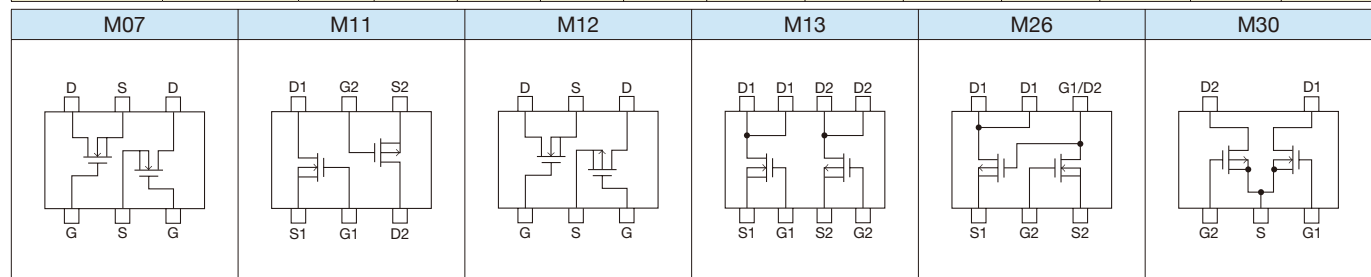 M07 M11 M12 M13 M26 M30
D S D D1 G2 S2 D S D D1 D1 D2 D2 D1 D1 G1/D2 D2 D1
G S G S1 G1 D2 G S G S1 G1 S2 G2 S1 G2 S2 G2 S G1